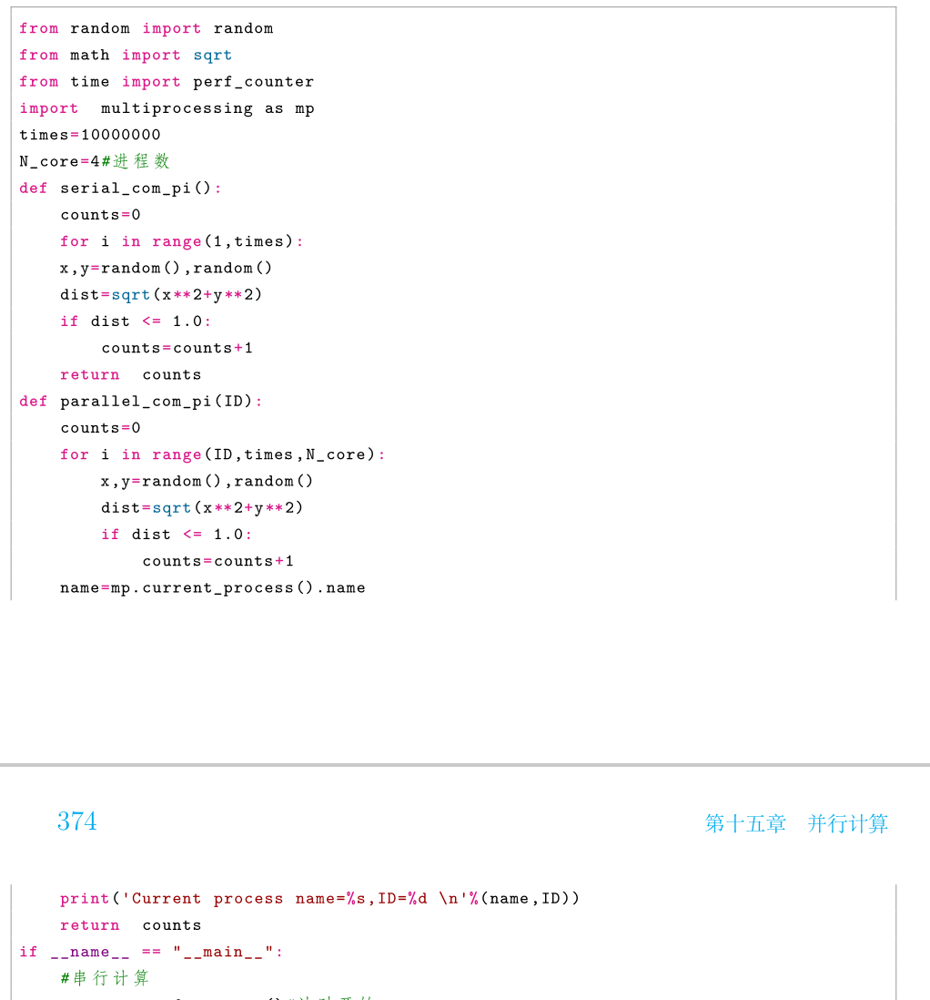 from random import random
from math import sqrt
from time import perf_counter
import  multiprocessing as mp
times=10000000
N_core=4#进程数
def serial_com_pi():
    counts=0
    for i in range(1,times):
    x,y=random(),random()
    dist=sqrt(x**2+y**2)
    if dist <= 1.0:
        counts=counts+1
    return  counts
def parallel_com_pi(ID):
    counts=0
    for i in range(ID,times,N_core):
        x,y=random(),random()
        dist=sqrt(x**2+y**2)
        if dist <= 1.0:
            counts=counts+1
    name=mp.current_process().name
374 第十五章 并行计算
    print('Current process name=%s,ID=%d \n'%(name,ID))
    return  counts
if __name__ == "__main__":
    #串行计算